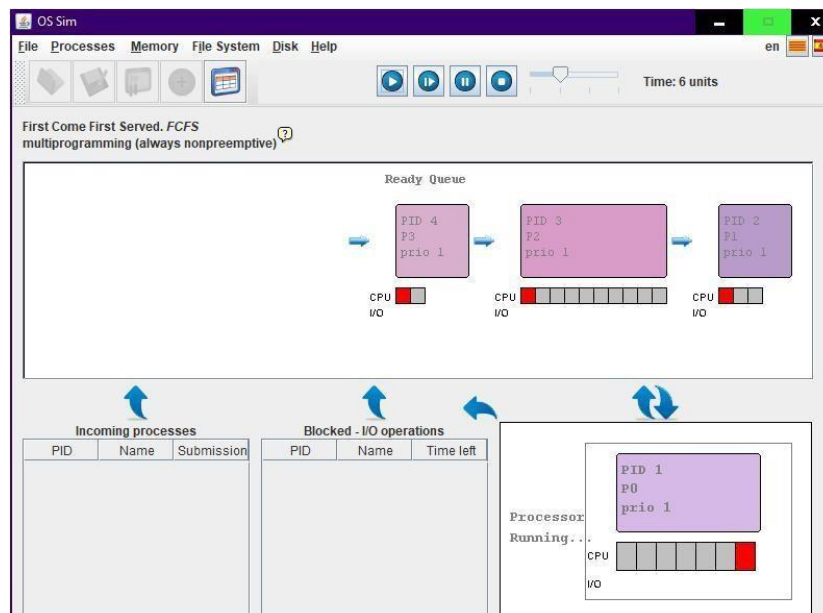 OS Sim
File Processes Memory File System Disk Help
en
Time: 6 units
First Come First Served. FCFS
multiprogramming (always nonpreemptive)
?
Ready Queue
PID 4
P3
prio 1
CPU
I/O
PID 3
P2
prio 1
CPU
I/O
PID 2
P1
prio 1
CPU
I/O
Incoming processes
PID Name Submission
Blocked - I/O operations
PID Name Time left
Processor
Running...
PID 1
P0
prio 1
CPU
I/O